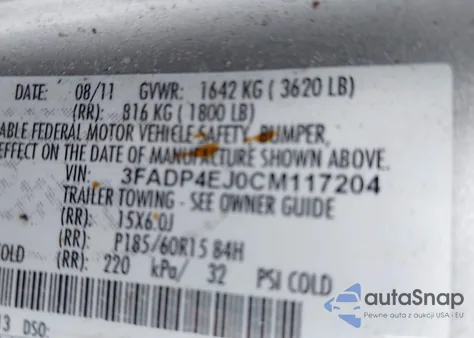 DATE: 08/11 GVWR: 1642 KG ( 3620 LB)
(RR): 816 KG ( 1800 LB)
ABLE FEDERAL MOTOR VEHICLE SAFETY, BUMPER,
EFFECT ON THE DATE OF MANUFACTURE SHOWN ABOVE.
VIN: 3FADP4EJ0CM117204
TRAILER TOWING - SEE OWNER GUIDE
(RR): 15X6.0J
(RR): P185/60R15 84H
OLD (RR): 220 kPa/ 32 PSI COLD
13 DSO:
autoSnap
Pewne auta z aukcji USA - EU